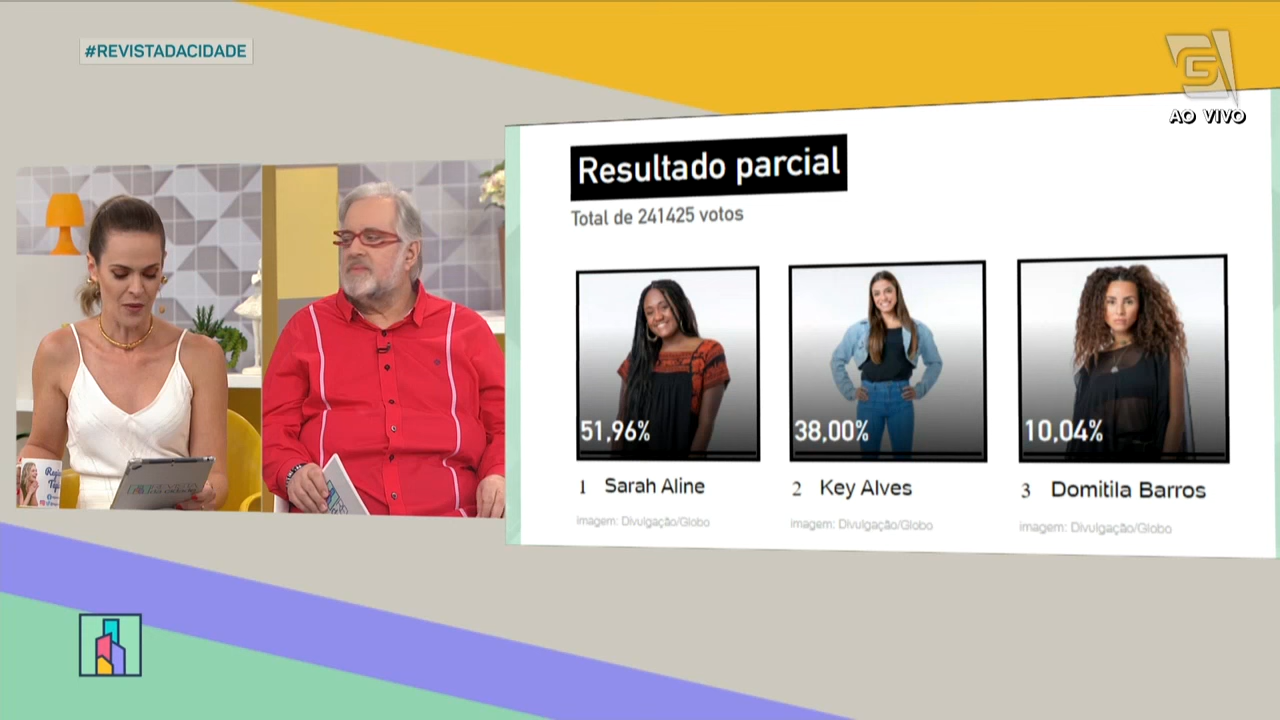 #REVISTADACIDADE
G
AO VIVO
Resultado parcial
Total de 241425 votos
51,96%
38,00%
10,04%
1 Sarah Aline
2 Key Alves
3 Domitila Barros
imagem: Divulgação/Globo
imagem: Divulgação/Globo
imagem: Divulgação/Globo